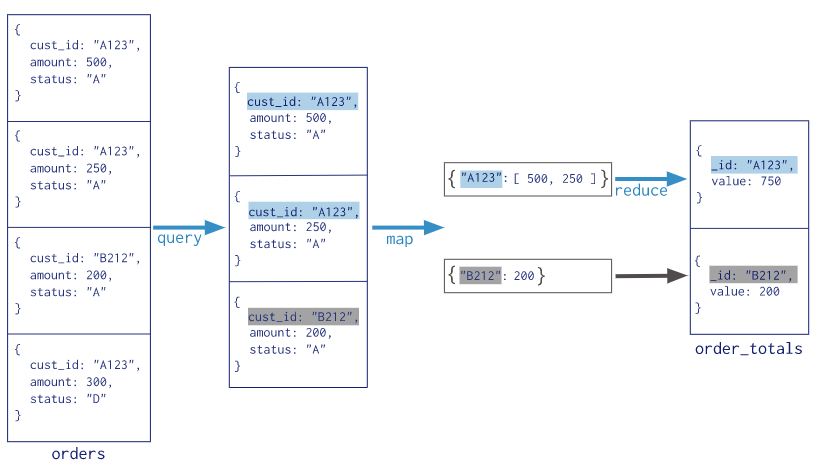 {
cust_id: "A123",
amount: 500,
status: "A"
}
{
cust_id: "A123",
amount: 250,
status: "A"
}
{
cust_id: "B212",
amount: 200,
status: "A"
}
{
cust_id: "A123",
amount: 300,
status: "D"
}
orders
query
{
cust_id: "A123",
amount: 500,
status: "A"
}
{
cust_id: "A123",
amount: 250,
status: "A"
}
{
cust_id: "B212",
amount: 200,
status: "A"
}
map
{ "A123": [ 500, 250 ] }
{ "B212": 200 }
reduce
{
_id: "A123",
value: 750
}
{
_id: "B212",
value: 200
}
order_totals